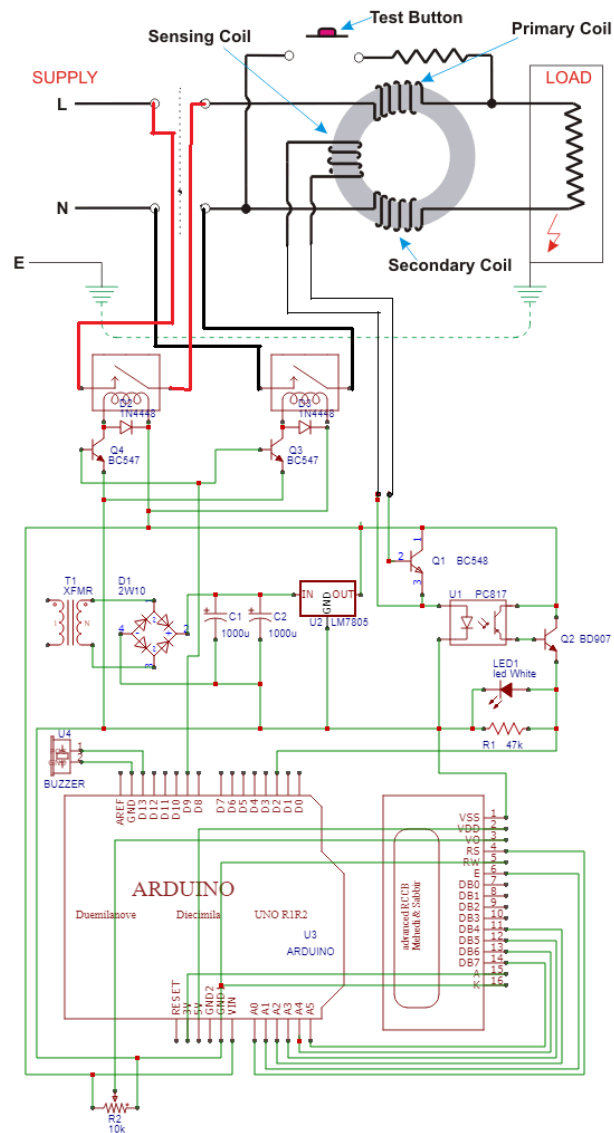 Test Button
Sensing Coil
Primary Coil
SUPPLY
LOAD
L
N
Secondary Coil
E
D2
1N4448
D3
1N4448
Q4
BC547
Q3
BC547
1
2
3
Q1 BC548
T1
XFMR
D1
2W10
4
2
3
C1
1000u
C2
1000u
IN OUT
GND
U2 LM7805
U1 PC817
Q2 BD907
LED1
led White
R1 47k
U4
1
2
BUZZER
AREF
GND
D13
D12
D11
D10
D9
D8
D7
D6
D5
D4
D3
D2
D1
D0
ARDUINO
Duemilanove Diecimila UNO R1R2
U3
ARDUINO
RESET
3V
5V
GND2
GND1
VIN
A0
A1
A2
A3
A4
A5
advanced RCCB
Mehedi & Sabbir
VSS 1
VDD 2
VO 3
RS 4
RW 5
E 6
DB0 7
DB1 8
DB2 9
DB3 10
DB4 11
DB5 12
DB6 13
DB7 14
A 15
K 16
R2
10k